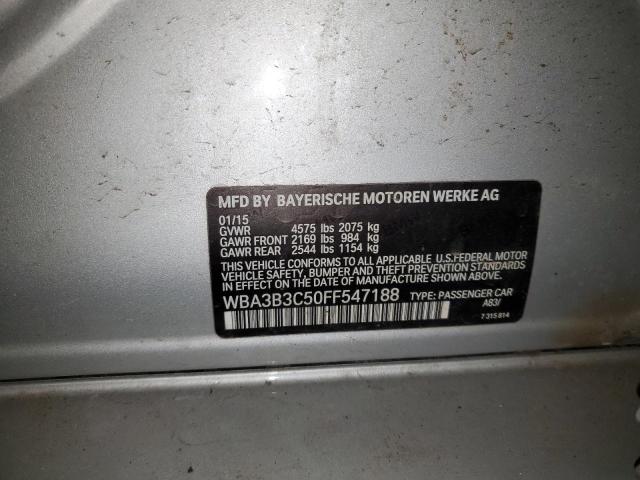 MFD BY BAYERISCHE MOTOREN WERKE AG
01/15
GVWR 4575 lbs 2075 kg
GAWR FRONT 2169 lbs 984 kg
GAWR REAR 2544 lbs 1154 kg
THIS VEHICLE CONFORMS TO ALL APPLICABLE U.S.FEDERAL MOTOR
VEHICLE SAFETY, BUMPER AND THEFT PREVENTION STANDARDS
IN EFFECT ON THE DATE OF MANUFACTURE SHOWN ABOVE.
WBA3B3C50FF547188 TYPE: PASSENGER CAR
A83/
7 315 814